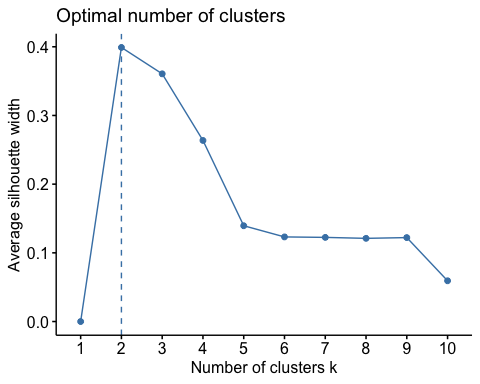 Optimal number of clusters
Average silhouette width
0.4
0.3
0.2
0.1
0.0
1 2 3 4 5 6 7 8 9 10
Number of clusters k